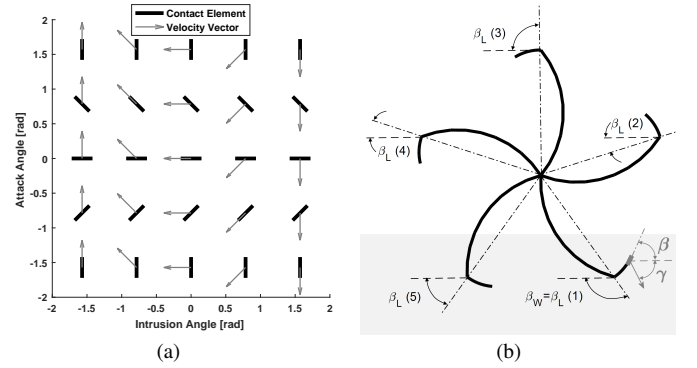 Contact Element
Velocity Vector
2
1.5
1
0.5
0
-0.5
-1
-1.5
-2
Attack Angle [rad]
-2 -1.5 -1 -0.5 0 0.5 1 1.5 2
Intrusion Angle [rad]
(a)
β_L (3)
β_L (2)
β_L (4)
β
γ
β_L (5)
β_W=β_L (1)
(b)